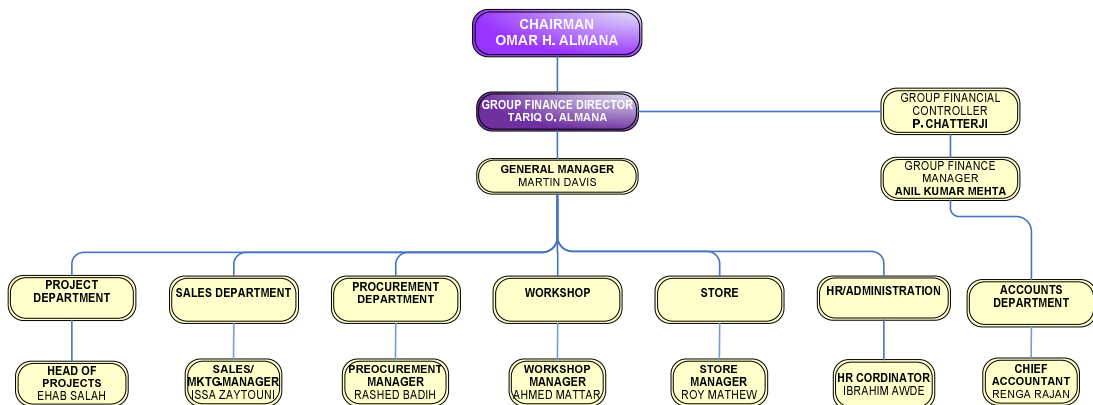 CHAIRMAN
OMAR H. ALMANA
GROUP FINANCE DIRECTOR
TARIQ O. ALMANA
GROUP FINANCIAL
CONTROLLER
P. CHATTERJI
GENERAL MANAGER
MARTIN DAVIS
GROUP FINANCE
MANAGER
ANIL KUMAR MEHTA
PROJECT
DEPARTMENT
SALES DEPARTMENT
PROCUREMENT
DEPARTMENT
WORKSHOP
STORE
HR/ADMINISTRATION
ACCOUNTS
DEPARTMENT
HEAD OF
PROJECTS
EHAB SALAH
SALES/
MKTG.MANAGER
ISSA ZAYTOUNI
PREOCUREMENT
MANAGER
RASHED BADIH
WORKSHOP
MANAGER
AHMED MATTAR
STORE
MANAGER
ROY MATHEW
HR CORDINATOR
IBRAHIM AWDE
CHIEF
ACCOUNTANT
RENGA RAJAN